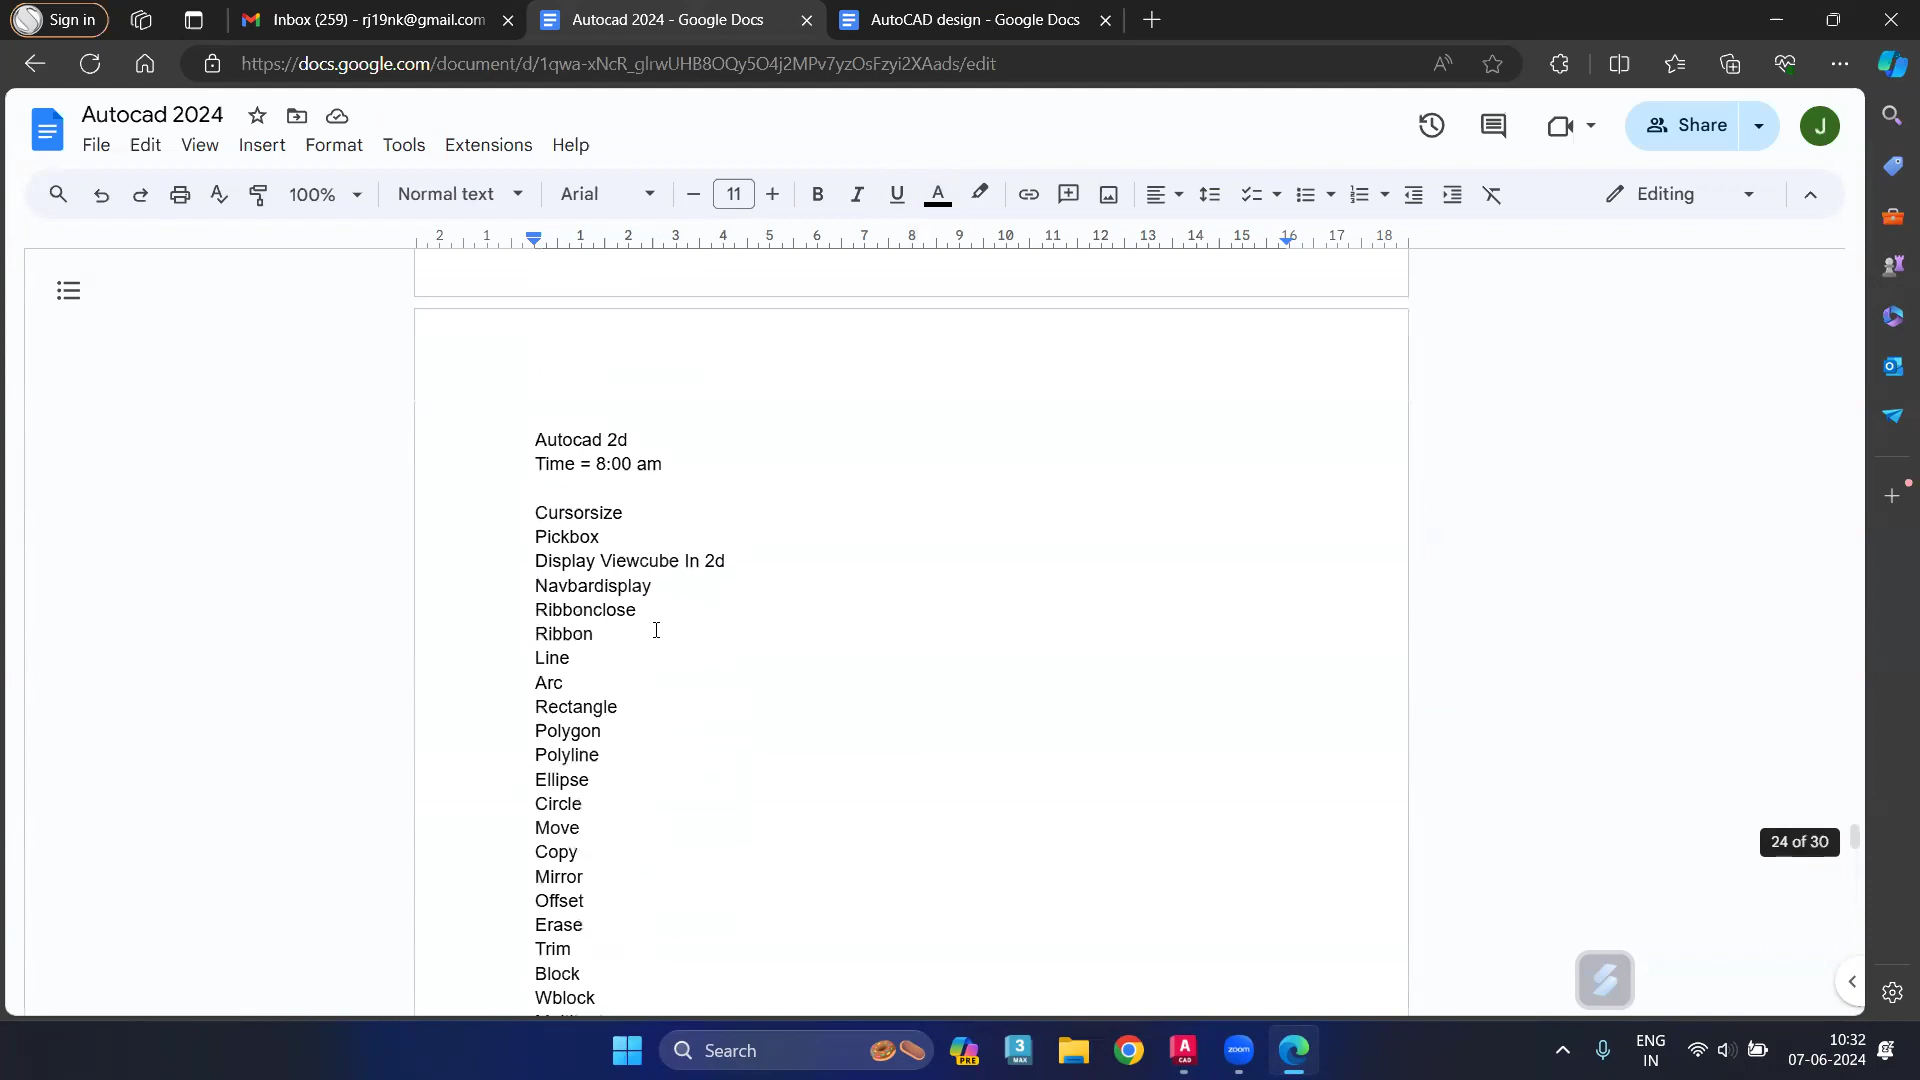 Sign in
Inbox (259) - rj19nk@gmail.com
Autocad 2024 - Google Docs
AutoCAD design - Google Docs
https://docs.google.com/document/d/1qwa-xNcR_glrwUHB8OQy5O4j2MPv7yzOsFzyi2XAads/edit
Autocad 2024
File Edit View Insert Format Tools Extensions Help
Share
J
100% Normal text Arial 11 B I U A Editing
2 1 1 2 3 4 5 6 7 8 9 10 11 12 13 14 15 16 17 18
Autocad 2d
Time = 8:00 am
Cursorsize
Pickbox
Display Viewcube In 2d
Navbardisplay
Ribbonclose
Ribbon
Line
Arc
Rectangle
Polygon
Polyline
Ellipse
Circle
Move
Copy
Mirror
Offset
Erase
Trim
Block
Wblock
24 of 30
Search
PRE
3
MAX
A
CAD
zoom
ENG
IN
10:32
07-06-2024